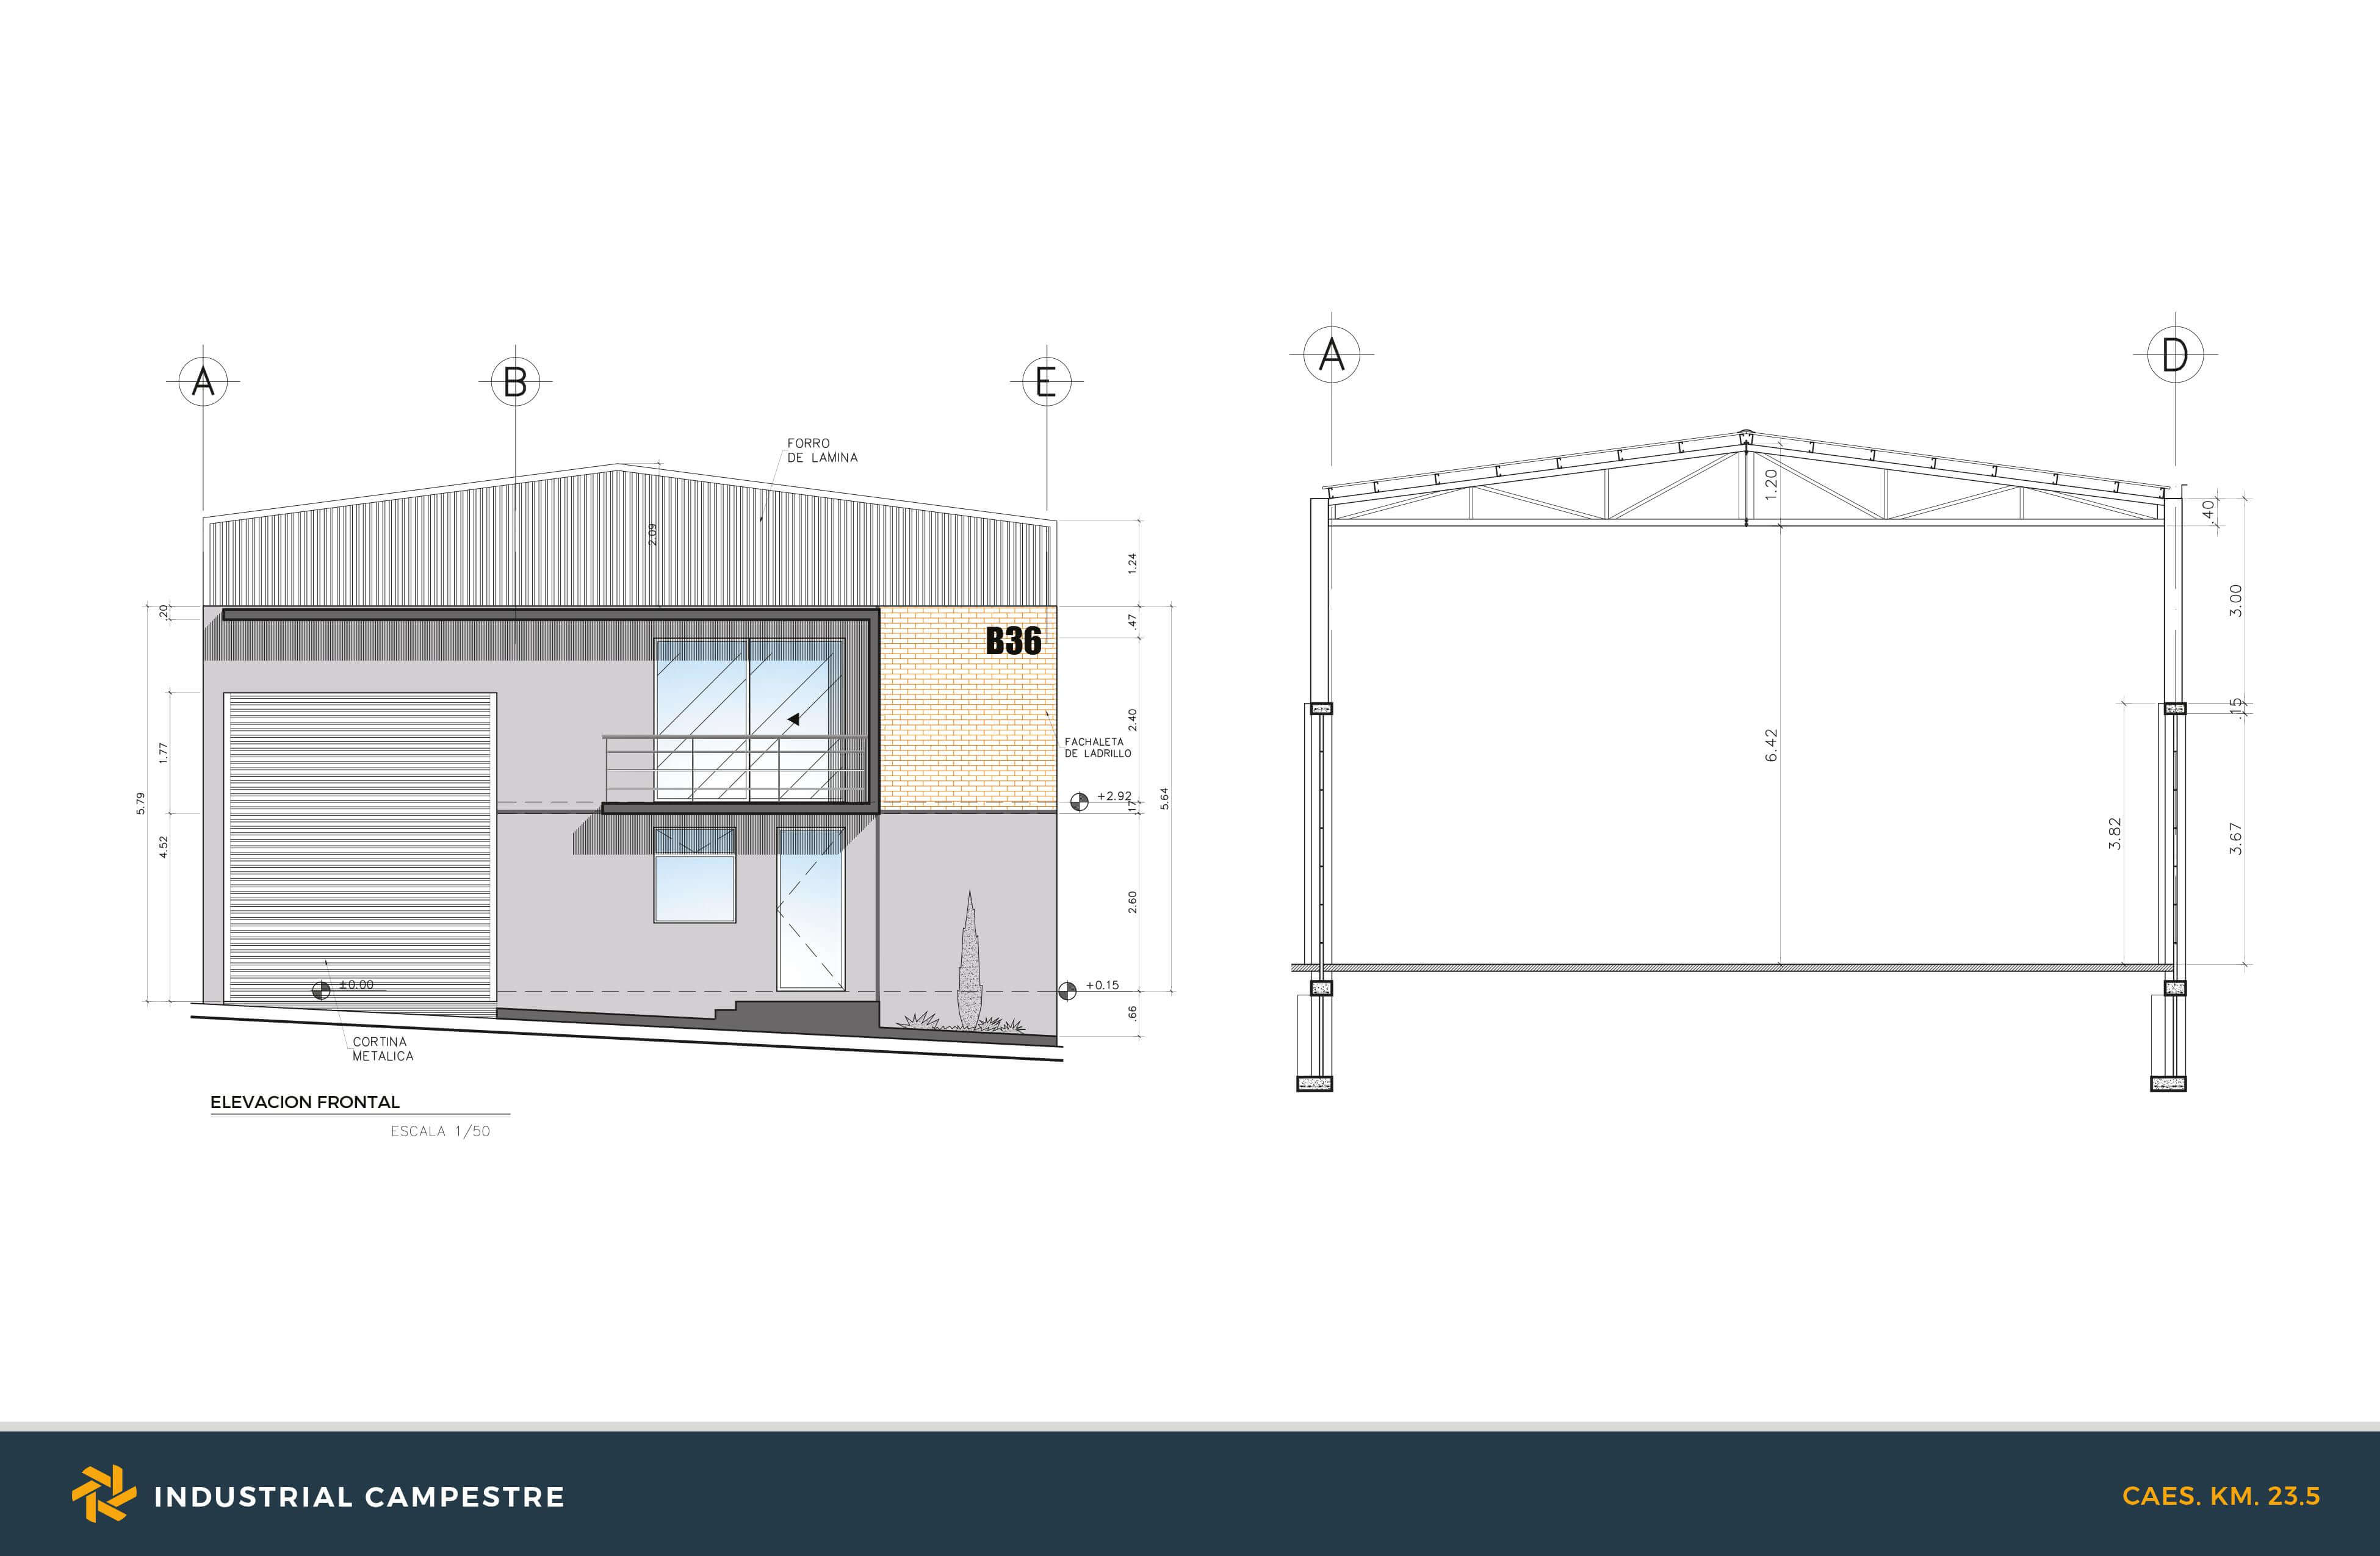 A
B
E
FORRO
DE LAMINA
2.09
1.24
.20
.47
B36
2.40
1.77
FACHALETA
DE LADRILLO
5.79
+2.92
.17
5.64
4.52
2.60
±0.00
+0.15
.66
CORTINA
METALICA
ELEVACION FRONTAL
ESCALA 1/50
A
D
1.20
.40
3.00
.15
6.42
3.82
3.67
INDUSTRIAL CAMPESTRE
CAES. KM. 23.5